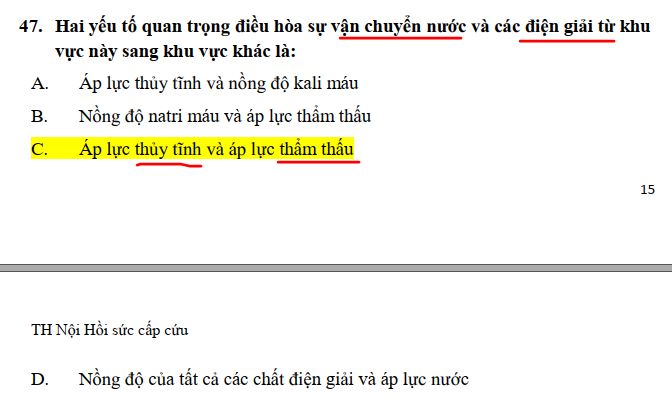 47. Hai yếu tố quan trọng điều hòa sự vận chuyển nước và các điện giải từ khu
vực này sang khu vực khác là:
A. Áp lực thủy tĩnh và nồng độ kali máu
B. Nồng độ natri máu và áp lực thẩm thấu
C. Áp lực thủy tĩnh và áp lực thẩm thấu
15
TH Nội Hồi sức cấp cứu
D. Nồng độ của tất cả các chất điện giải và áp lực nước